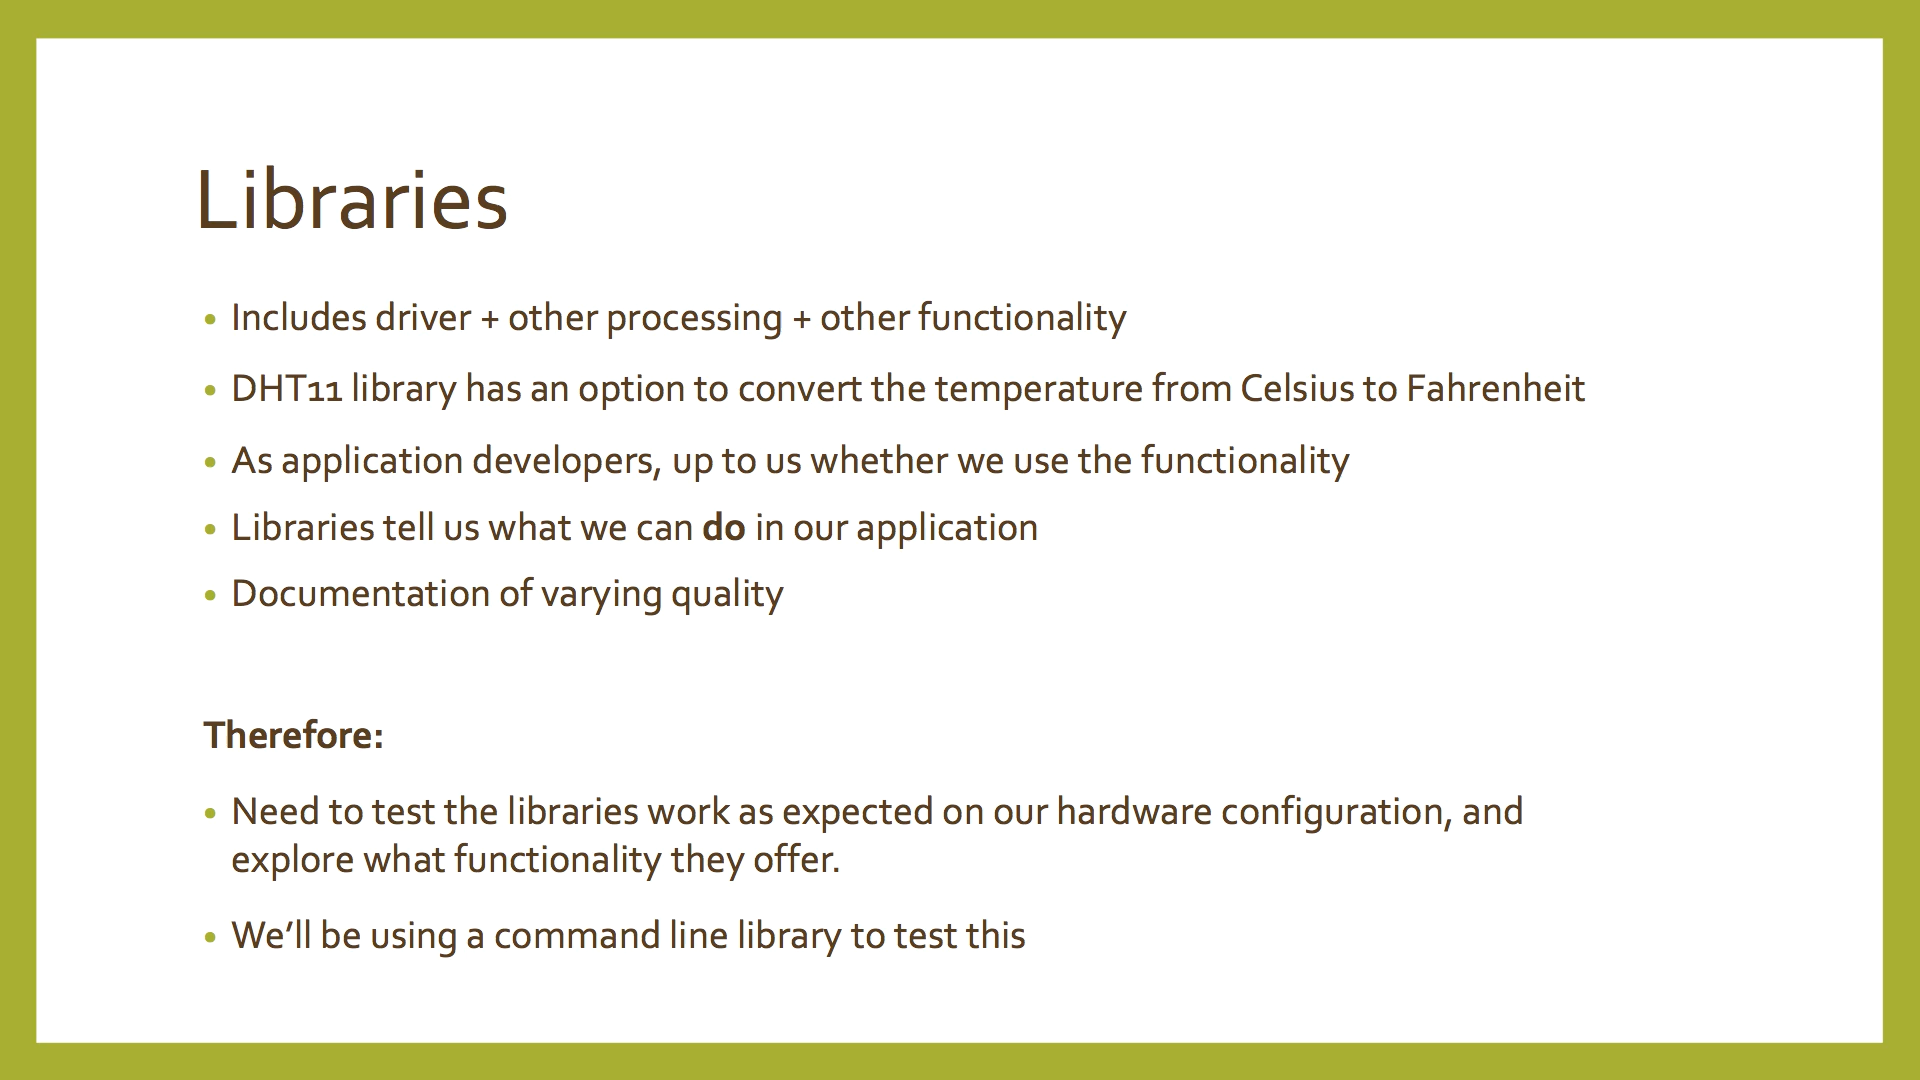 Libraries
• Includes driver + other processing + other functionality
• DHT11 library has an option to convert the temperature from Celsius to Fahrenheit
• As application developers, up to us whether we use the functionality
• Libraries tell us what we can do in our application
• Documentation of varying quality
Therefore:
• Need to test the libraries work as expected on our hardware configuration, and
explore what functionality they offer.
• We’ll be using a command line library to test this